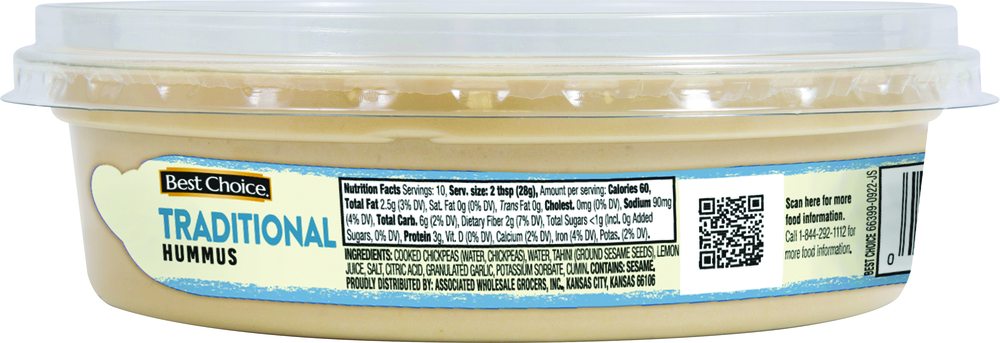 Best Choice
TRADITIONAL
HUMMUS
Nutrition Facts Servings: 10, Serv. size: 2 tbsp (28g), Amount per serving: Calories 60,
Total Fat 2.5g (3% DV), Sat. Fat 0g (0% DV), Trans Fat 0g, Cholest. 0mg (0% DV), Sodium 90mg
(4% DV), Total Carb. 6g (2% DV), Dietary Fiber 2g (7% DV), Total Sugars <1g (Incl. 0g Added
Sugars, 0% DV), Protein 3g, Vit. D (0% DV), Calcium (2% DV), Iron (4% DV), Potas. (2% DV).
INGREDIENTS: COOKED CHICKPEAS (WATER, CHICKPEAS), WATER, TAHINI (GROUND SESAME SEEDS), LEMON
JUICE, SALT, CITRIC ACID, GRANULATED GARLIC, POTASSIUM SORBATE, CUMIN. CONTAINS: SESAME.
PROUDLY DISTRIBUTED BY: ASSOCIATED WHOLESALE GROCERS, INC., KANSAS CITY, KANSAS 66106
Scan here for more
food information.
Call 1-844-292-1112 for
more food information.
BEST CHOICE 66399-0922-JS
0